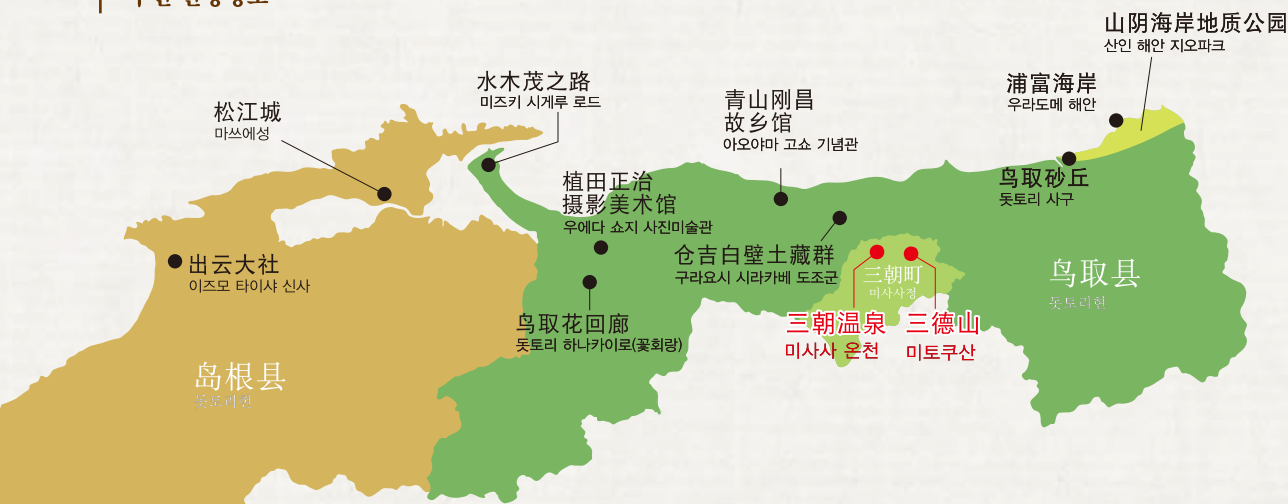 山阴海岸地质公园
산인 해안 지오파크
水木茂之路
미즈키 시게루 로드
浦富海岸
우라도메 해안
松江城
마쓰에성
青山刚昌
故乡馆
아오야마 고쇼 기념관
植田正治
摄影美术馆
우에다 쇼지 사진미술관
鸟取砂丘
돗토리 사구
出云大社
이즈모 타이샤 신사
仓吉白壁土藏群
구라요시 시라카베 도조군
三朝町
미사사정
鸟取县
돗토리현
鸟取花回廊
돗토리 하나카이로(꽃회랑)
三朝温泉
미사사 온천
三德山
미토쿠산
岛根县
돗토리현